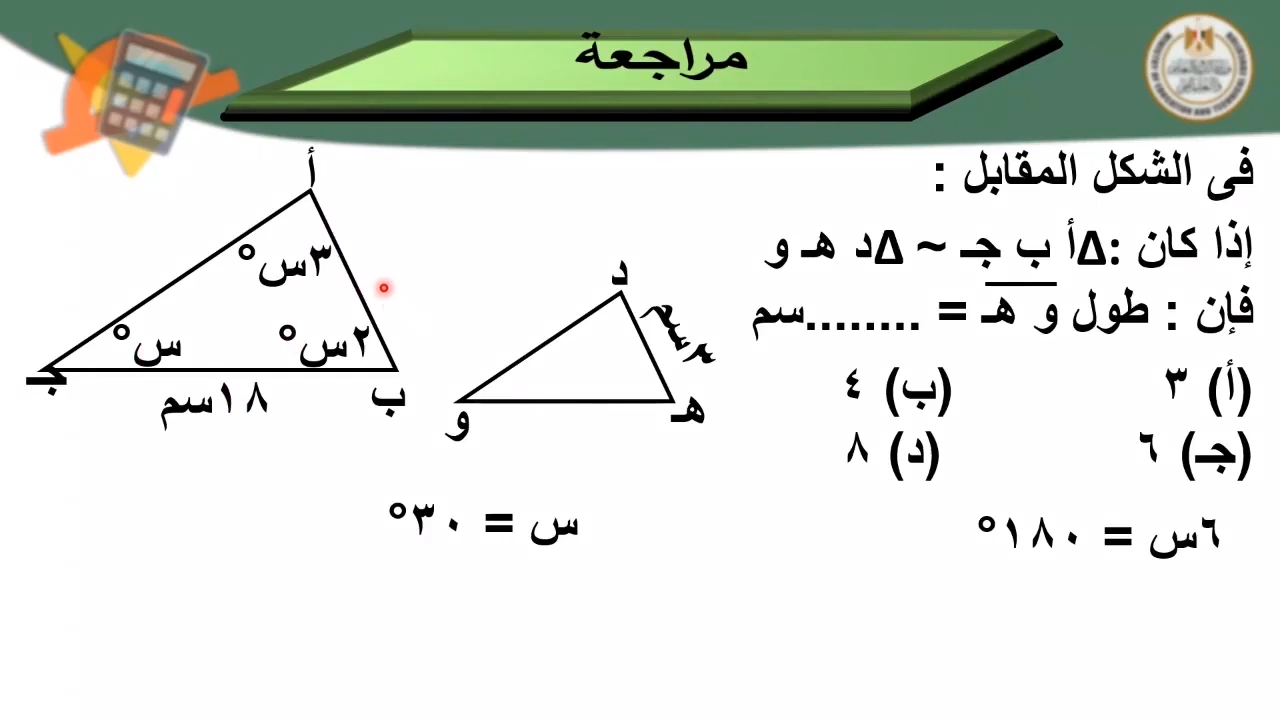 مراجعة
فى الشكل المقابل :
إذا كان :Δأ ب جـ ~ Δد هـ و
فإن : طول و هـ = ........سم
(أ) ٣
(ب) ٤
(جـ) ٦
(د) ٨
٦س = ١٨٠°
س = ٣٠°
أ
٣س°
س°
٢س°
جـ
ب
١٨سم
د
هـ
و